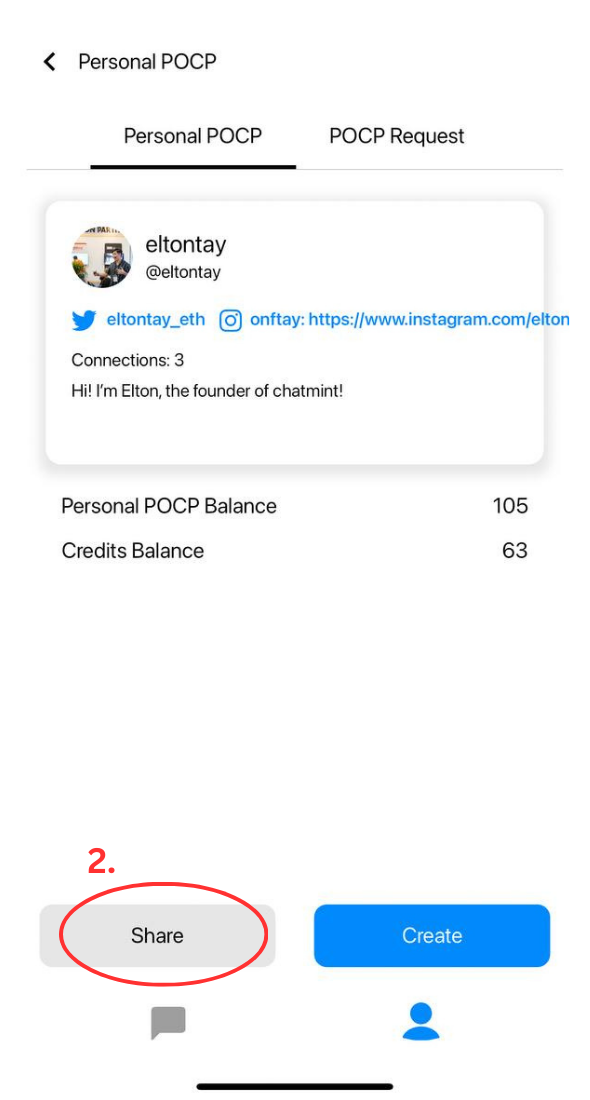 Personal POCP
Personal POCP POCP Request
eltontay
@eltontay
eltontay_eth onftay: https://www.instagram.com/elton
Connections: 3
Hi! I'm Elton, the founder of chatmint!
Personal POCP Balance 105
Credits Balance 63
2.
Share Create